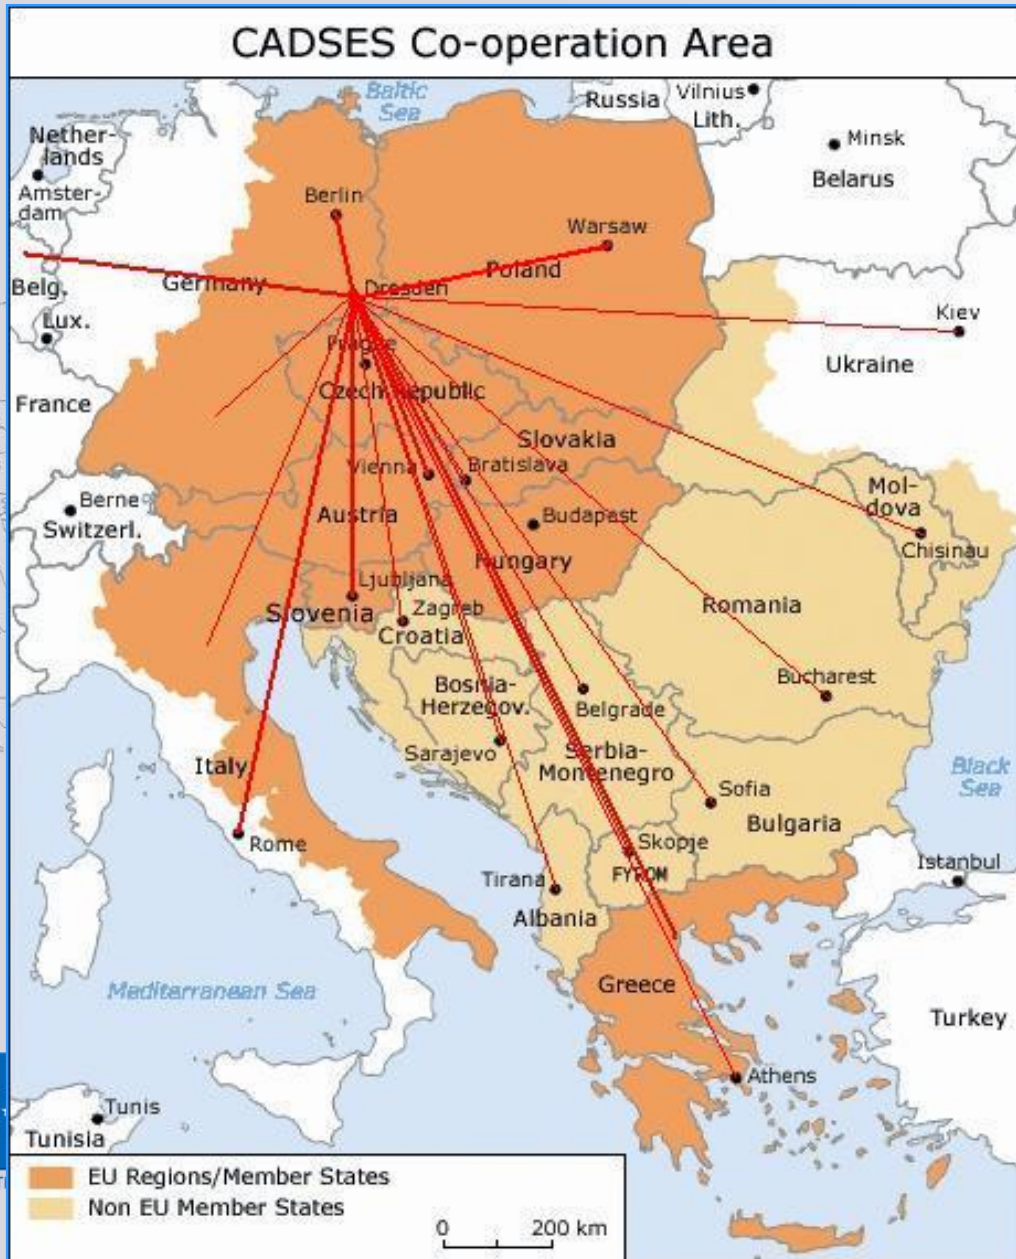 CADSES Co-operation Area
Baltic
Sea
Russia
Vilnius
Lith.
Nether-
lands
Minsk
Amster-
dam
Belarus
Berlin
Warsaw
Poland
Belg.
Germany
Dresden
Kiev
Lux.
Prague
Ukraine
Czech Republic
France
Slovakia
Vienna
Bratislava
Mol-
dova
Berne
Switzerl.
Austria
Budapest
Chisinau
Hungary
Ljubljana
Slovenia
Zagreb
Croatia
Romania
Bosnia-
Herzegov.
Bucharest
Belgrade
Sarajevo
Serbia-
Montenegro
Italy
Black
Sea
Sofia
Bulgaria
Rome
Skopje
FYROM
Istanbul
Tirana
Albania
Mediterranean Sea
Greece
Turkey
Athens
Tunis
Tunisia
EU Regions/Member States
Non EU Member States
0 200 km